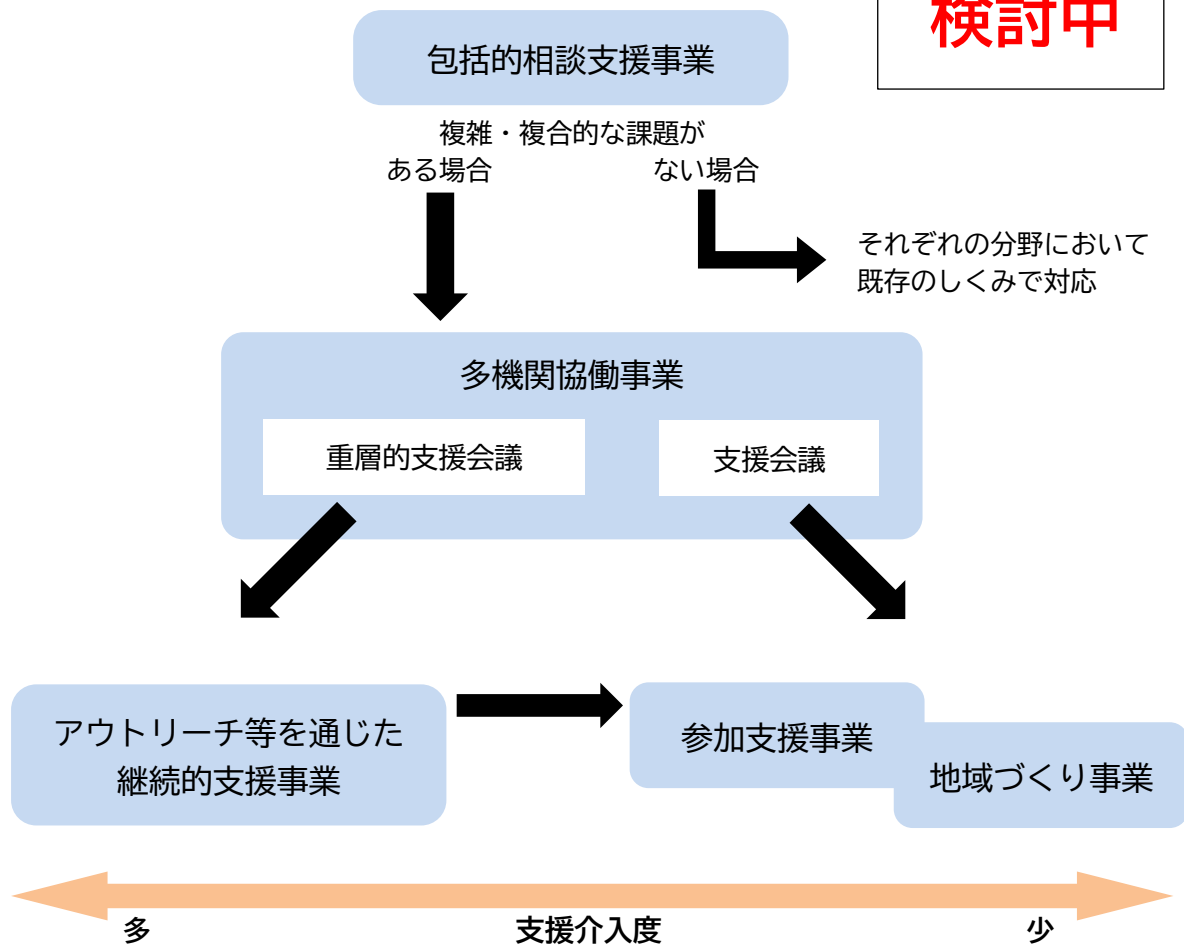 検討中
包括的相談支援事業
複雑・複合的な課題が
ある場合
ない場合
それぞれの分野において
既存のしくみで対応
多機関協働事業
重層的支援会議
支援会議
アウトリーチ等を通じた
継続的支援事業
参加支援事業
地域づくり事業
多
支援介入度
少